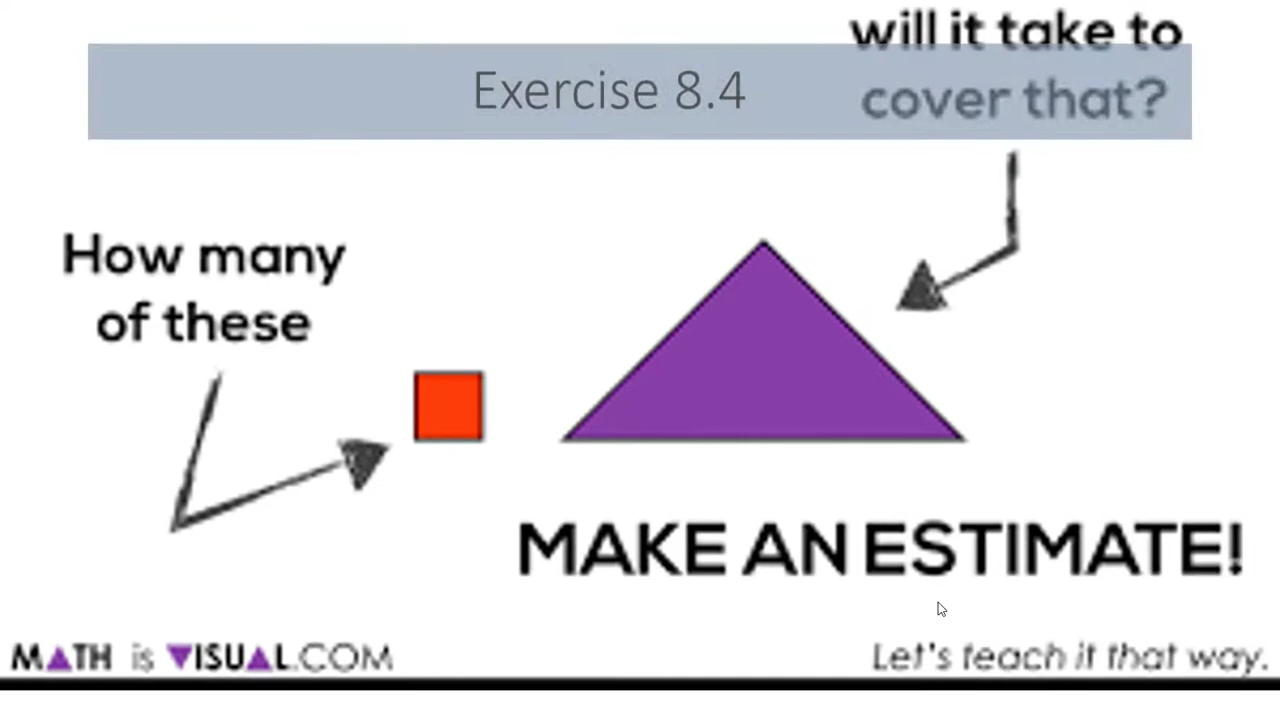 will it take to
Exercise 8.4
cover that?
How many
of these
MAKE AN ESTIMATE!
MATH is VISUAL.COM
Let's teach it that way.